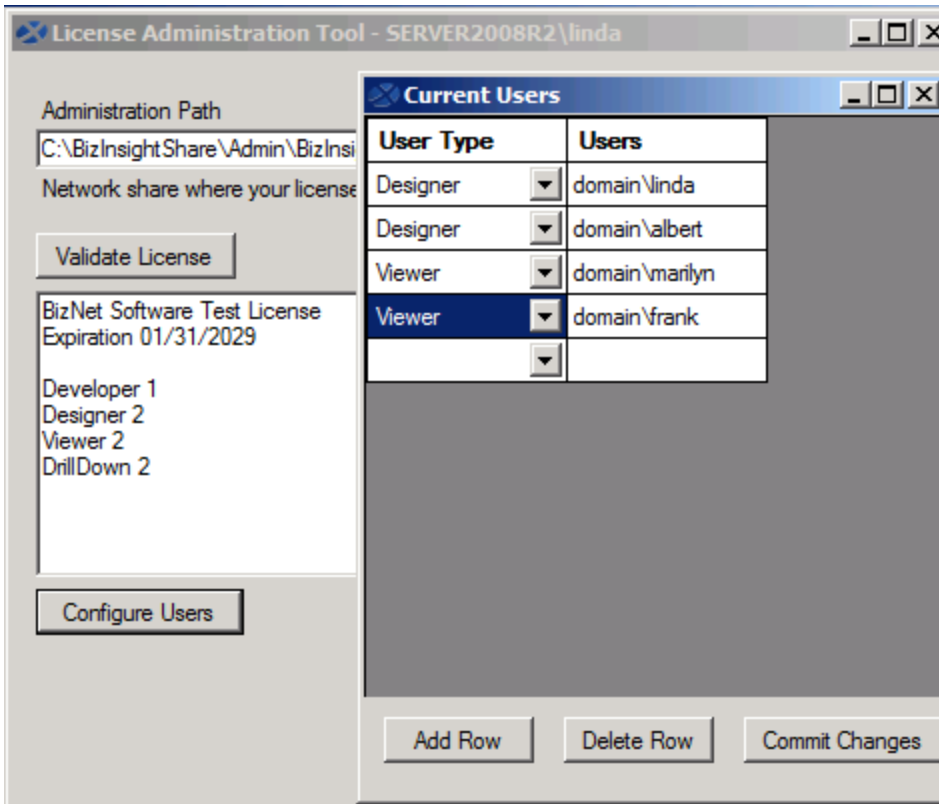 License Administration Tool - SERVER2008R2\linda
Administration Path
C:\BizInsightShare\Admin\BizInsi
Network share where your license
Validate License
BizNet Software Test License
Expiration 01/31/2029
Developer 1
Designer 2
Viewer 2
DrillDown 2
Configure Users
Current Users
User Type Users
Designer domain\linda
Designer domain\albert
Viewer domain\marilyn
Viewer domain\frank
Add Row Delete Row Commit Changes